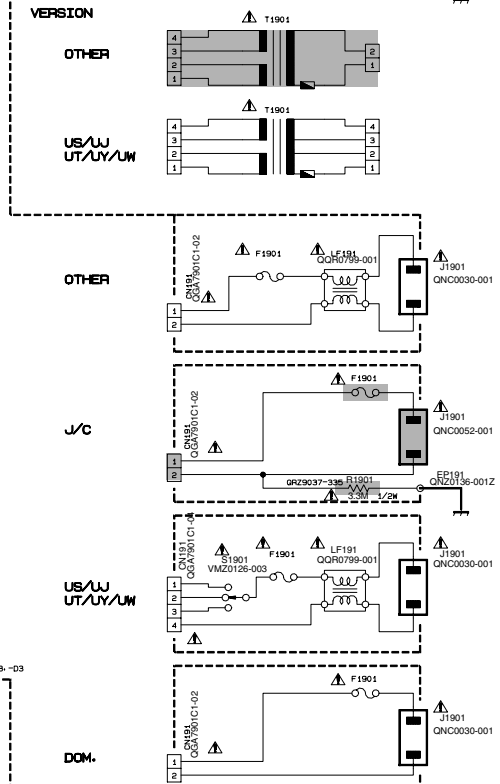 VERSION
T1901
OTHER
4
3
2
1
2
1
T1901
US/UJ
UT/UY/UW
4
3
2
1
4
3
2
1
OTHER
CN191
QGA7901C1-02
F1901
LF191
QQR0799-001
J1901
QNC0030-001
1
2
J/C
CN191
QGA7901C1-02
F1901
J1901
QNC0052-001
1
2
QRZ9037-335
R1901
3.3M 1/2W
EP191
QNZ0136-001Z
US/UJ
UT/UY/UW
CN191
QGA7901C1-04
S1901
VMZ0126-003
F1901
LF191
QQR0799-001
J1901
QNC0030-001
1
2
3
4
-D3
DOM.
CN191
QGA7901C1-02
F1901
J1901
QNC0030-001
1
2